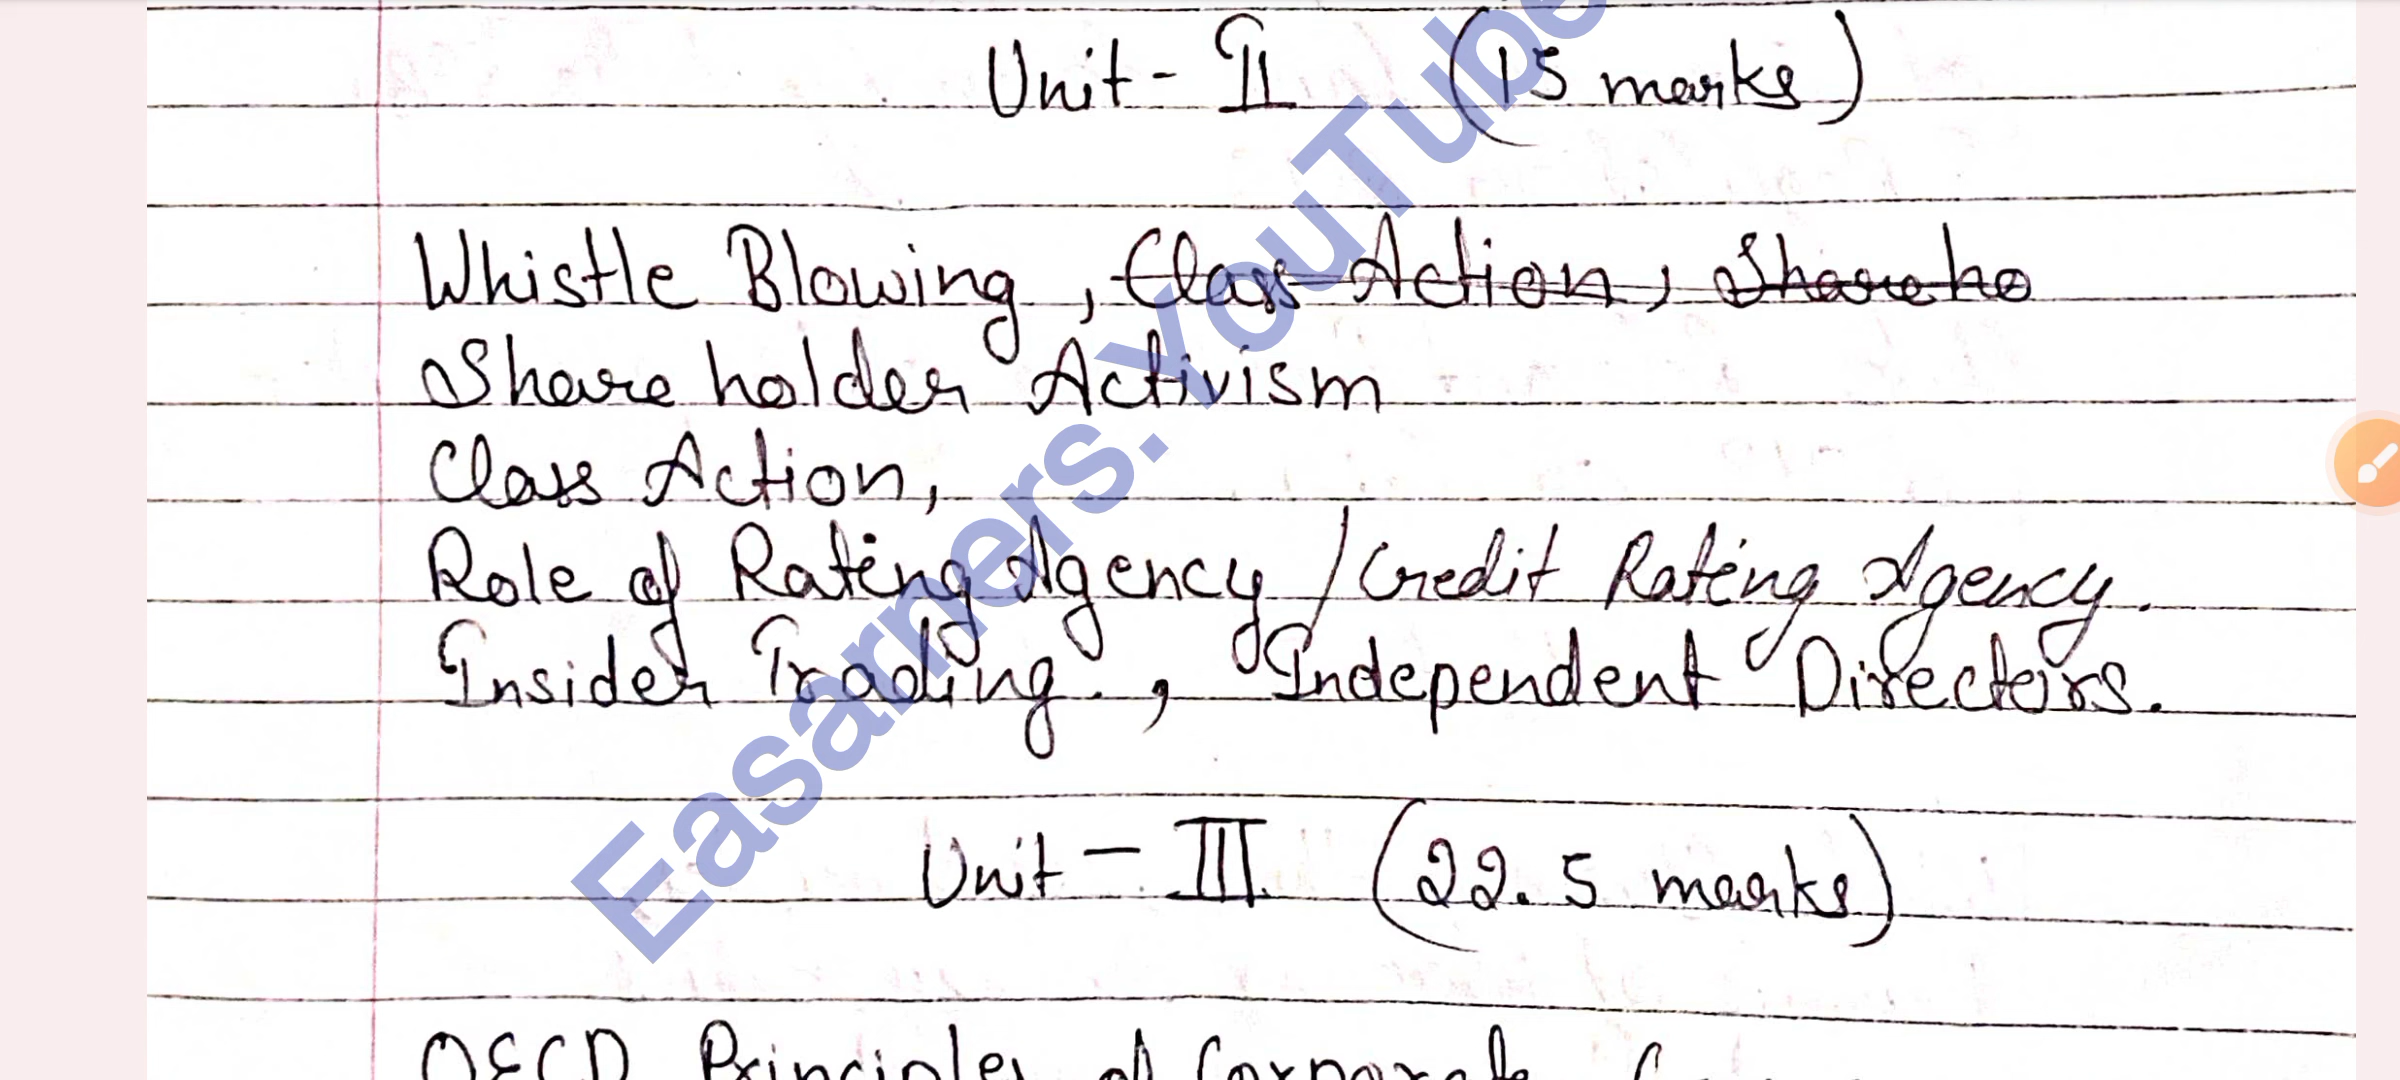 Unit - II (15 marks)
Whistle Blowing, Class Action, Shareho
Share holder Activism
Class Action,
Role of Rating Agency / Credit Rating Agency.
Insider Trading, Independent Directors.
Unit - III (22.5 marks)
OECD Principles of Corporate
Easarners. YouTube